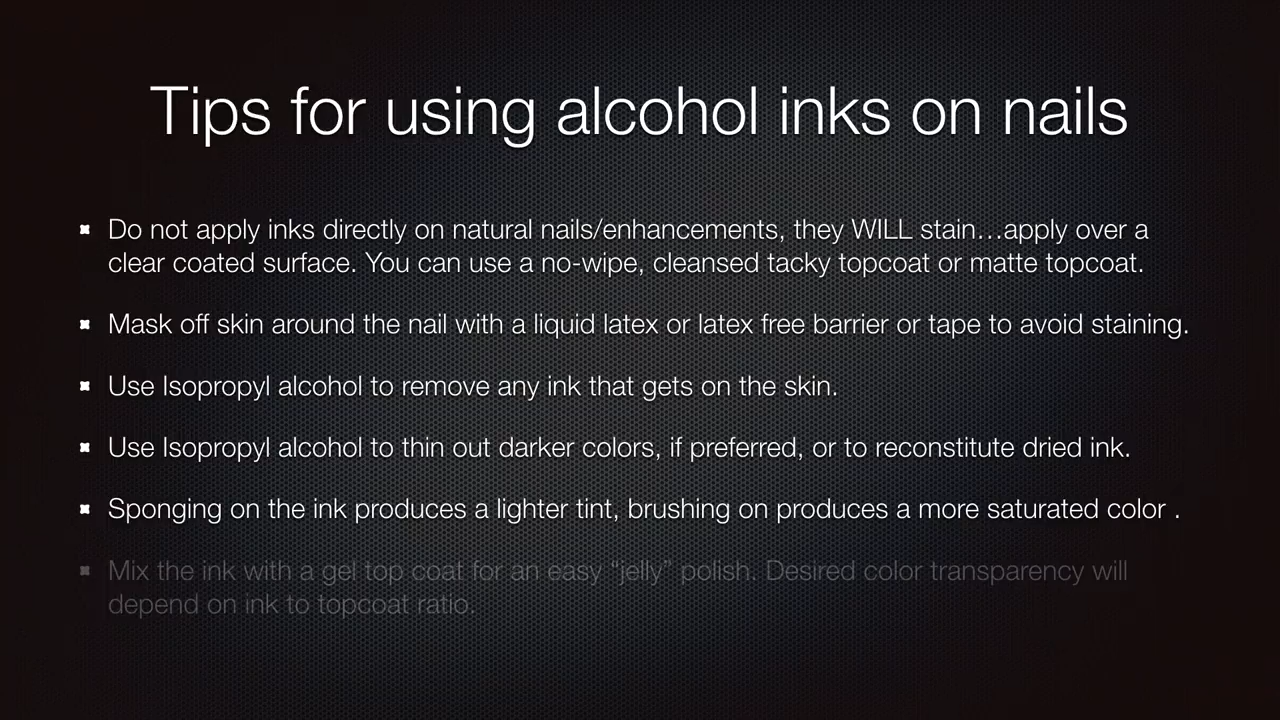 Tips for using alcohol inks on nails
Do not apply inks directly on natural nails/enhancements, they WILL stain…apply over a
clear coated surface. You can use a no-wipe, cleansed tacky topcoat or matte topcoat.
Mask off skin around the nail with a liquid latex or latex free barrier or tape to avoid staining.
Use Isopropyl alcohol to remove any ink that gets on the skin.
Use Isopropyl alcohol to thin out darker colors, if preferred, or to reconstitute dried ink.
Sponging on the ink produces a lighter tint, brushing on produces a more saturated color .
Mix the ink with a gel top coat for an easy “jelly” polish. Desired color transparency will
depend on ink to topcoat ratio.